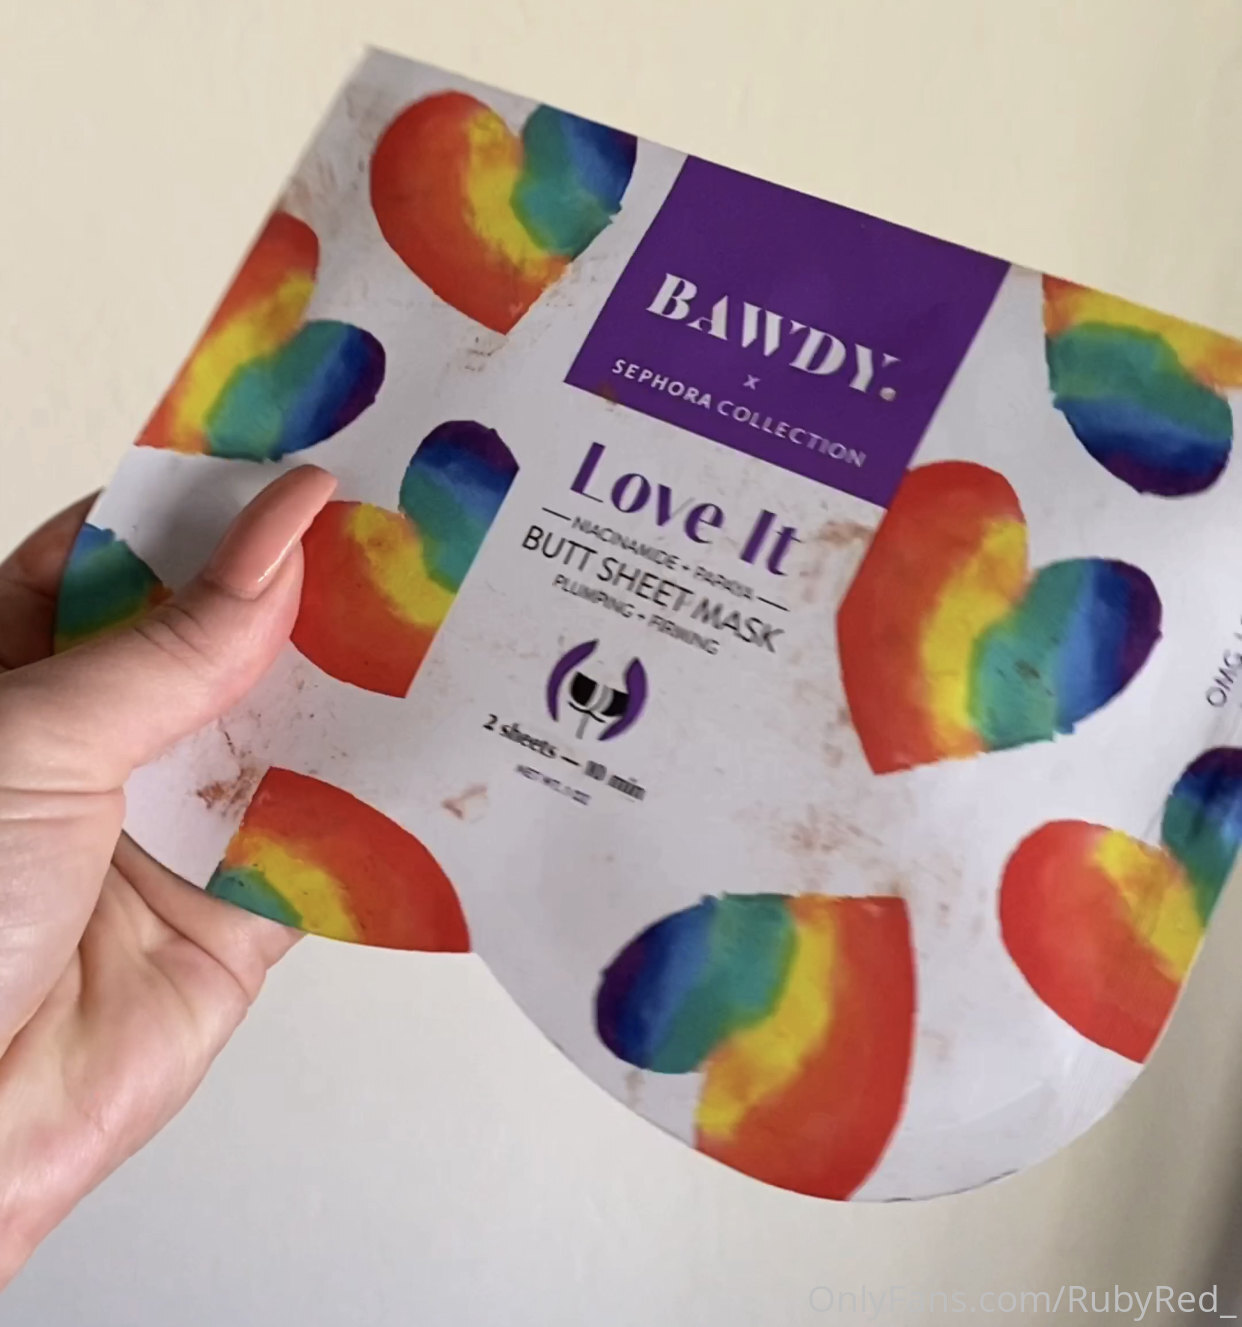 BAWDY.
x
SEPHORA COLLECTION
Love It
NIACINAMIDE + PAPAYA
BUTT SHEET MASK
PLUMPING + FIRMING
2 sheets — 10 min
OMG
OnlyFans.com/RubyRed_